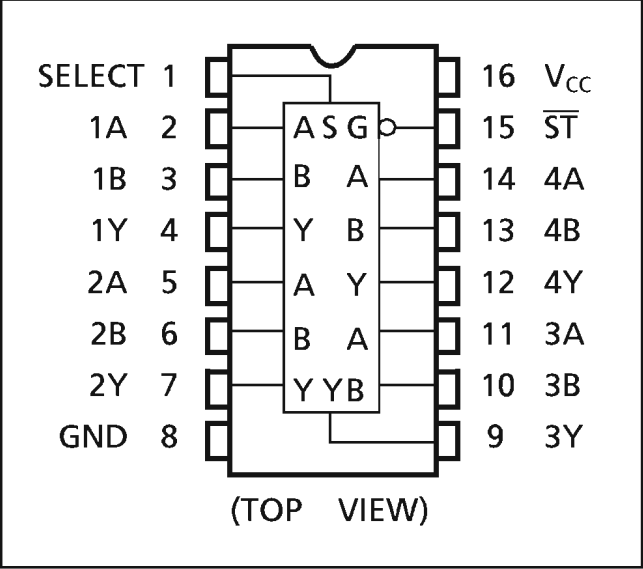 SELECT 1 16 VCC
1A 2 A S G 15 S̅T̅
1B 3 B A 14 4A
1Y 4 Y B 13 4B
2A 5 A Y 12 4Y
2B 6 B A 11 3A
2Y 7 Y Y B 10 3B
GND 8 9 3Y
(TOP VIEW)